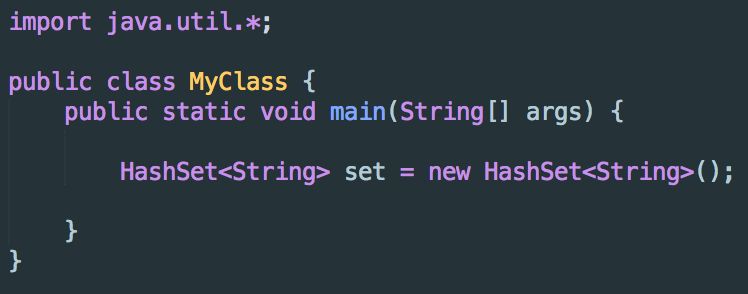 import java.util.*;
public class MyClass {
public static void main(String[] args) {
HashSet<String> set = new HashSet<String>();
}
}